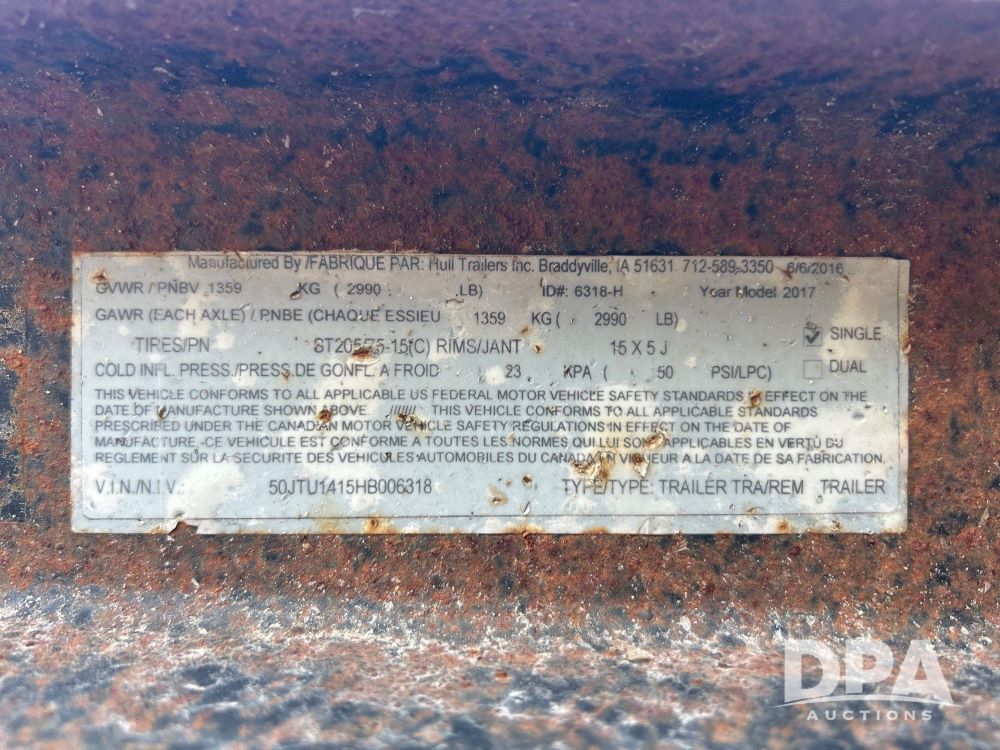 Manufactured By /FABRIQUE PAR: Hull Trailers Inc. Braddyville, IA 51631 712-589-3350 6/6/2016
GVWR / PNBV 1359 KG ( 2990 LB) ID#: 6318-H Year Model 2017
GAWR (EACH AXLE) / PNBE (CHAQUE ESSIEU 1359 KG ( 2990 LB)
SINGLE
TIRES/PN ST205/75-15(C) RIMS/JANT 15 X 5 J
DUAL
COLD INFL. PRESS./PRESS.DE GONFL. A FROID 23 KPA ( 50 PSI/LPC)
THIS VEHICLE CONFORMS TO ALL APPLICABLE US FEDERAL MOTOR VEHICLE SAFETY STANDARDS IN EFFECT ON THE
DATE OF MANUFACTURE SHOWN ABOVE. ////// THIS VEHICLE CONFORMS TO ALL APPLICABLE STANDARDS
PRESCRIBED UNDER THE CANADIAN MOTOR VEHICLE SAFETY REGULATIONS IN EFFECT ON THE DATE OF
MANUFACTURE, -CE VEHICULE EST CONFORME A TOUTES LES NORMES QUI LUI SONT APPLICABLES EN VERTU DU
REGLEMENT SUR LA SECURITE DES VEHICULES AUTOMOBILES DU CANADA EN VIGUEUR A LA DATE DE SA FABRICATION.
V.I.N./N.I.V.: 50JTU1415HB006318 TYPE/TYPE: TRAILER TRA/REM TRAILER
DPA
AUCTIONS